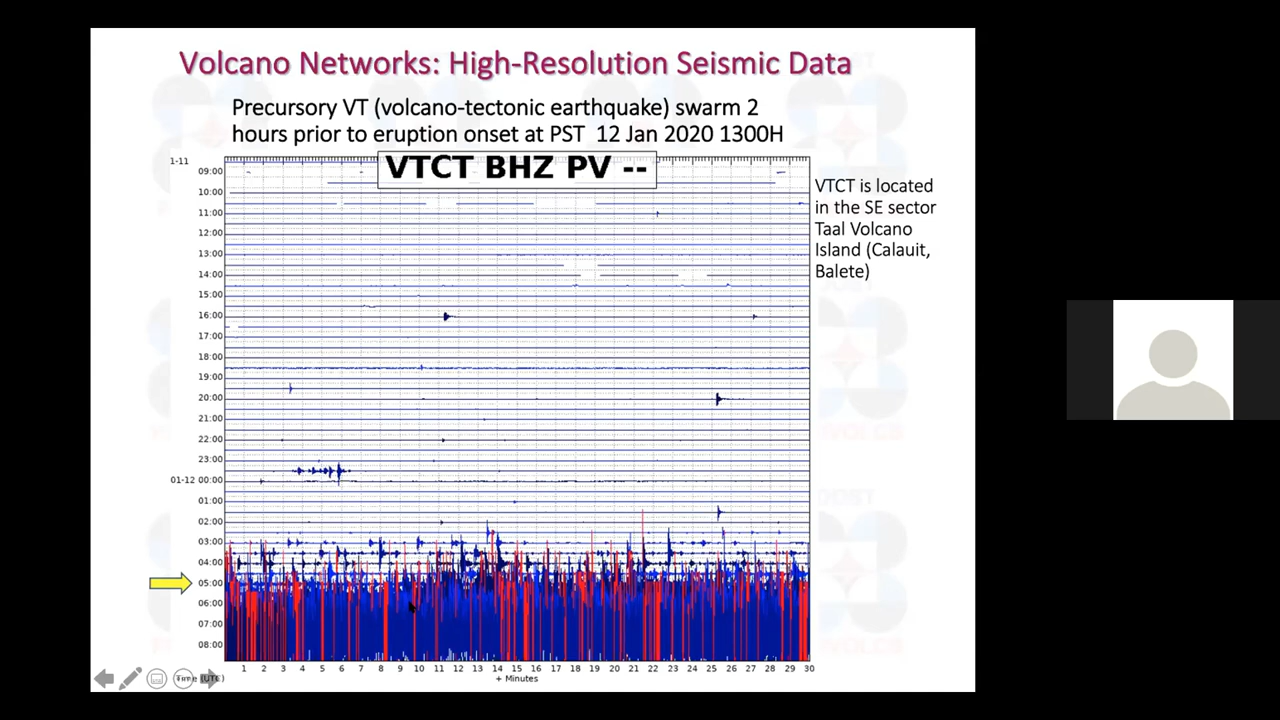 Volcano Networks: High-Resolution Seismic Data
Precursory VT (volcano-tectonic earthquake) swarm 2
hours prior to eruption onset at PST 12 Jan 2020 1300H
VTCT BHZ PV --
1-11
09:00
10:00
11:00
12:00
13:00
14:00
15:00
16:00
17:00
18:00
19:00
20:00
21:00
22:00
23:00
01-12 00:00
01:00
02:00
03:00
04:00
05:00
06:00
07:00
08:00
VTCT is located
in the SE sector
Taal Volcano
Island (Calauit,
Balete)
1 2 3 4 5 6 7 8 9 10 11 12 13 14 15 16 17 18 19 20 21 22 23 24 25 26 27 28 29 30
Time (UTC)
+ Minutes